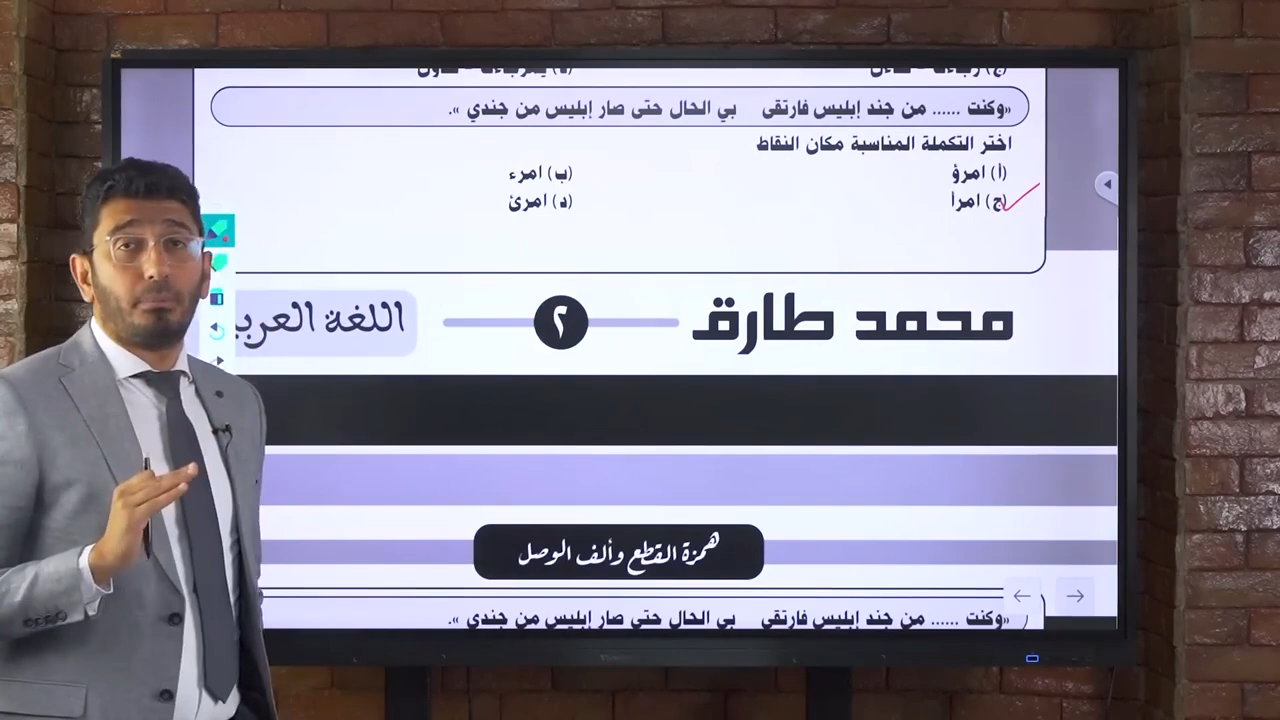 «وكنت ...... من جند إبليس فارتقى بي الحال حتى صار إبليس من جندي ».
اختر التكملة المناسبة مكان النقاط
(أ) امرؤ (ب) امرء
(ج) امرأ (د) امرئ
محمد طارق ٢ اللغة العربي
همزة القطع وألف الوصل
«وكنت ...... من جند إبليس فارتقى بي الحال حتى صار إبليس من جندي ».